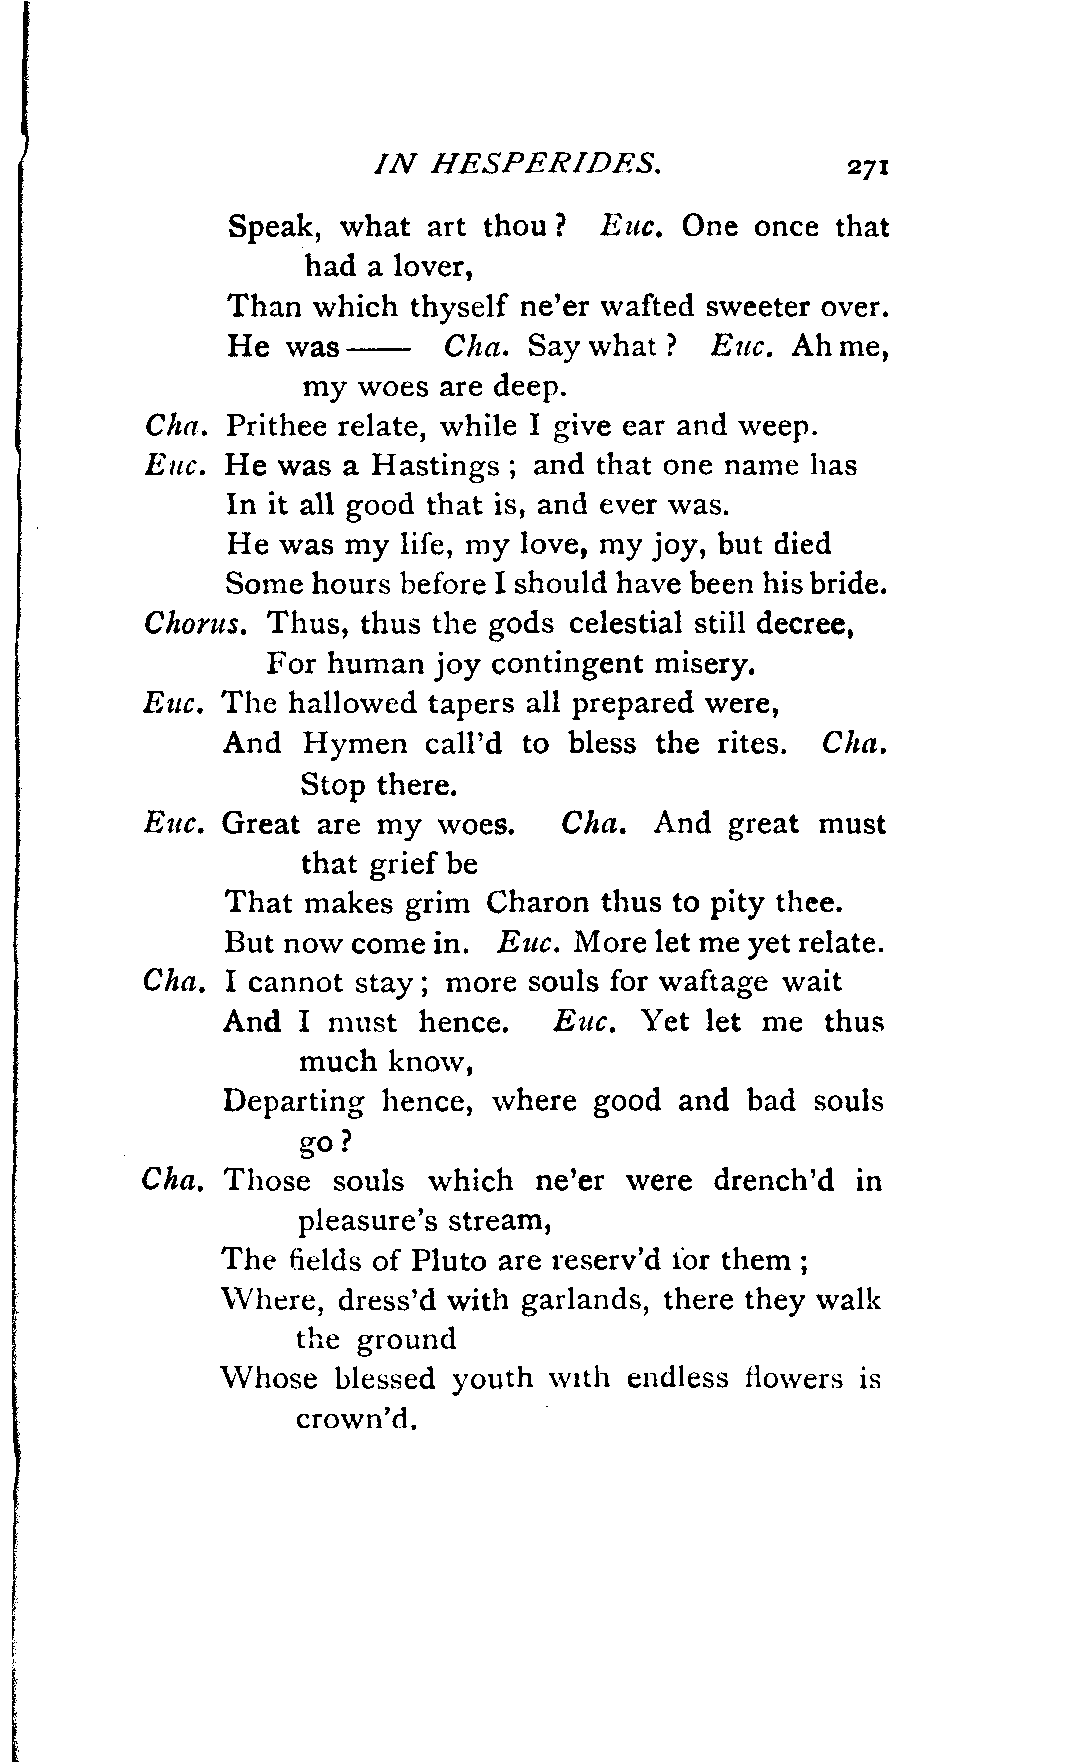 IN HESPERIDES. 271
Speak, what art thou? Euc. One once that
had a lover,
Than which thyself ne'er wafted sweeter over.
He was—— Cha. Say what? Euc. Ah me,
my woes are deep.
Cha. Prithee relate, while I give ear and weep.
Euc. He was a Hastings; and that one name has
In it all good that is, and ever was.
He was my life, my love, my joy, but died
Some hours before I should have been his bride.
Chorus. Thus, thus the gods celestial still decree,
For human joy contingent misery.
Euc. The hallowed tapers all prepared were,
And Hymen call'd to bless the rites. Cha.
Stop there.
Euc. Great are my woes. Cha. And great must
that grief be
That makes grim Charon thus to pity thee.
But now come in. Euc. More let me yet relate.
Cha. I cannot stay; more souls for waftage wait
And I must hence. Euc. Yet let me thus
much know,
Departing hence, where good and bad souls
go?
Cha. Those souls which ne'er were drench'd in
pleasure's stream,
The fields of Pluto are reserv'd for them;
Where, dress'd with garlands, there they walk
the ground
Whose blessed youth with endless flowers is
crown'd.